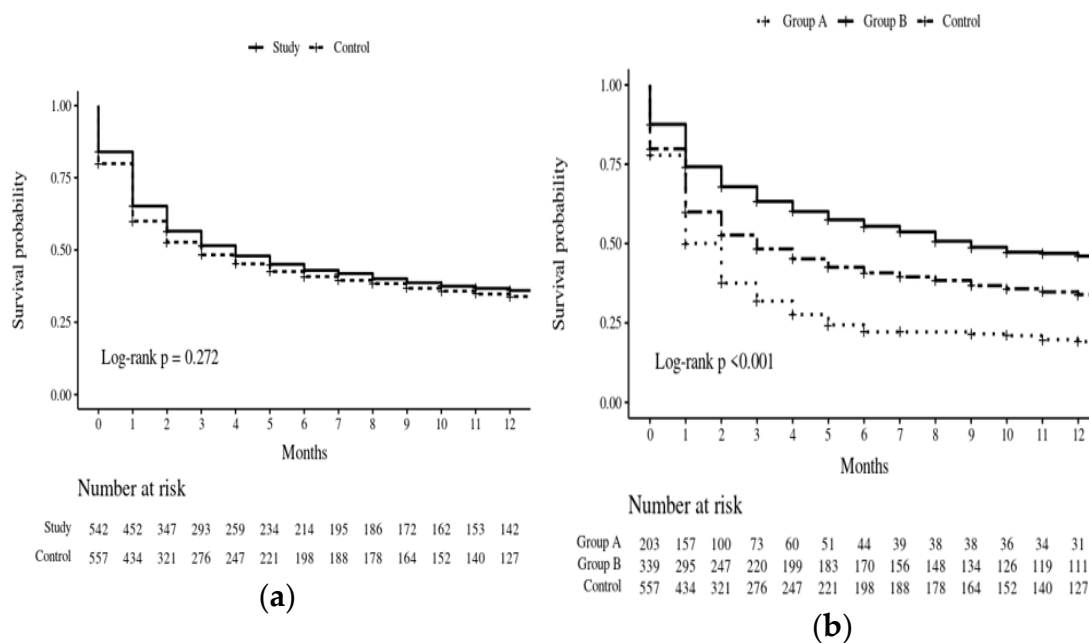 Study Control
Survival probability
1.00
0.75
0.50
0.25
0.00
Log-rank p = 0.272
0 1 2 3 4 5 6 7 8 9 10 11 12
Months
Number at risk
Study 542 452 347 293 259 234 214 195 186 172 162 153 142
Control 557 434 321 276 247 221 198 188 178 164 152 140 127
(a)
Group A Group B Control
Survival probability
1.00
0.75
0.50
0.25
0.00
Log-rank p <0.001
0 1 2 3 4 5 6 7 8 9 10 11 12
Months
Number at risk
Group A 203 157 100 73 60 51 44 39 38 38 36 34 31
Group B 339 295 247 220 199 183 170 156 148 134 126 119 111
Control 557 434 321 276 247 221 198 188 178 164 152 140 127
(b)